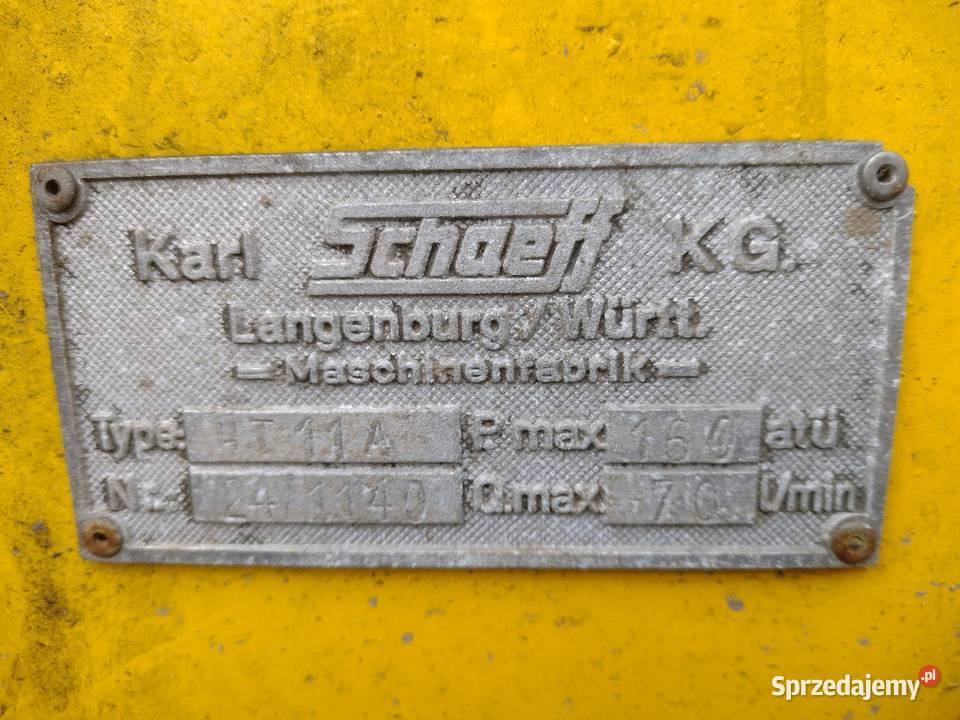 Karl Schaeff KG.
Langenburg/Württ.
– Maschinenfabrik –
Type: HT 11 A P. max. 160 atü
Nr. 24/1140 Q.max. 76 l/min
Sprzedajemy.pl